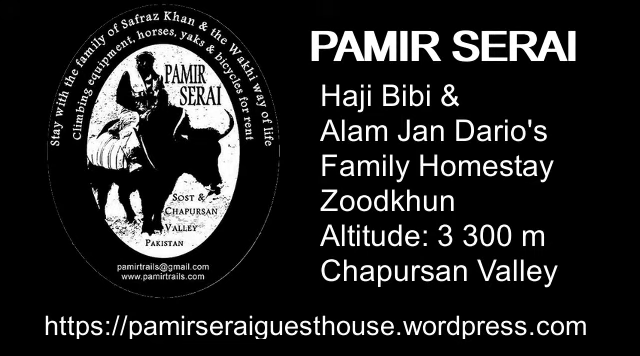 Stay with the family of Safraz Khan & the Wakhi way of life
Climbing equipment, horses, yaks & bicycles for rent
PAMIR
SERAI
SOST &
CHAPURSAN
VALLEY
PAKISTAN
pamirtrails@gmail.com
www.pamirtrails.com
PAMIR SERAI
Haji Bibi &
Alam Jan Dario's
Family Homestay
Zoodkhun
Altitude: 3 300 m
Chapursan Valley
https://pamirseraiguesthouse.wordpress.com